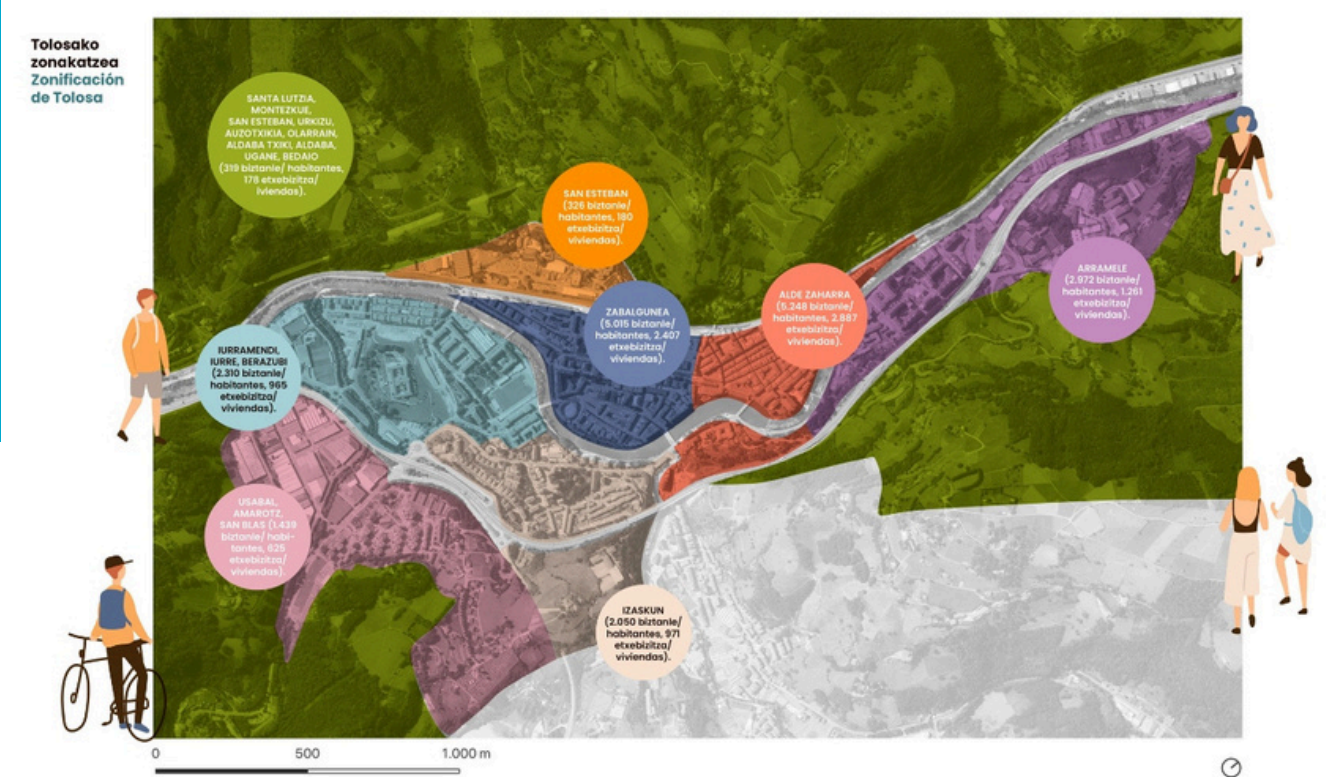 Tolosako
zonakatzea
Zonificación
de Tolosa
SANTA LUTZIA,
MONTEZKUE,
SAN ESTEBAN, URKIZU,
AUZOTXIKIA, OLARRAIN,
ALDABA TXIKI, ALDABA,
UGANE, BEDAIO
(319 biztanle/ habitantes,
178 etxebizitza/
iviendas).
SAN ESTEBAN
(326 biztanle/
habitantes, 180
etxebizitza/
viviendas).
ZABALGUNEA
(5.015 biztanle/
habitantes, 2.407
etxebizitza/
viviendas).
ALDE ZAHARRA
(5.248 biztanle/
habitantes, 2.887
etxebizitza/
viviendas).
ARRAMELE
(2.972 biztanle/
habitantes, 1.261
etxebizitza/
viviendas).
IURRAMENDI,
IURRE, BERAZUBI
(2.310 biztanle/
habitantes, 965
etxebizitza/
viviendas).
USABAL,
AMAROTZ,
SAN BLAS (1.439
biztanle/ habi-
tantes, 625
etxebizitza/
viviendas).
IZASKUN
(2.050 biztanle/
habitantes, 971
etxebizitza/
viviendas).
0 500 1.000 m